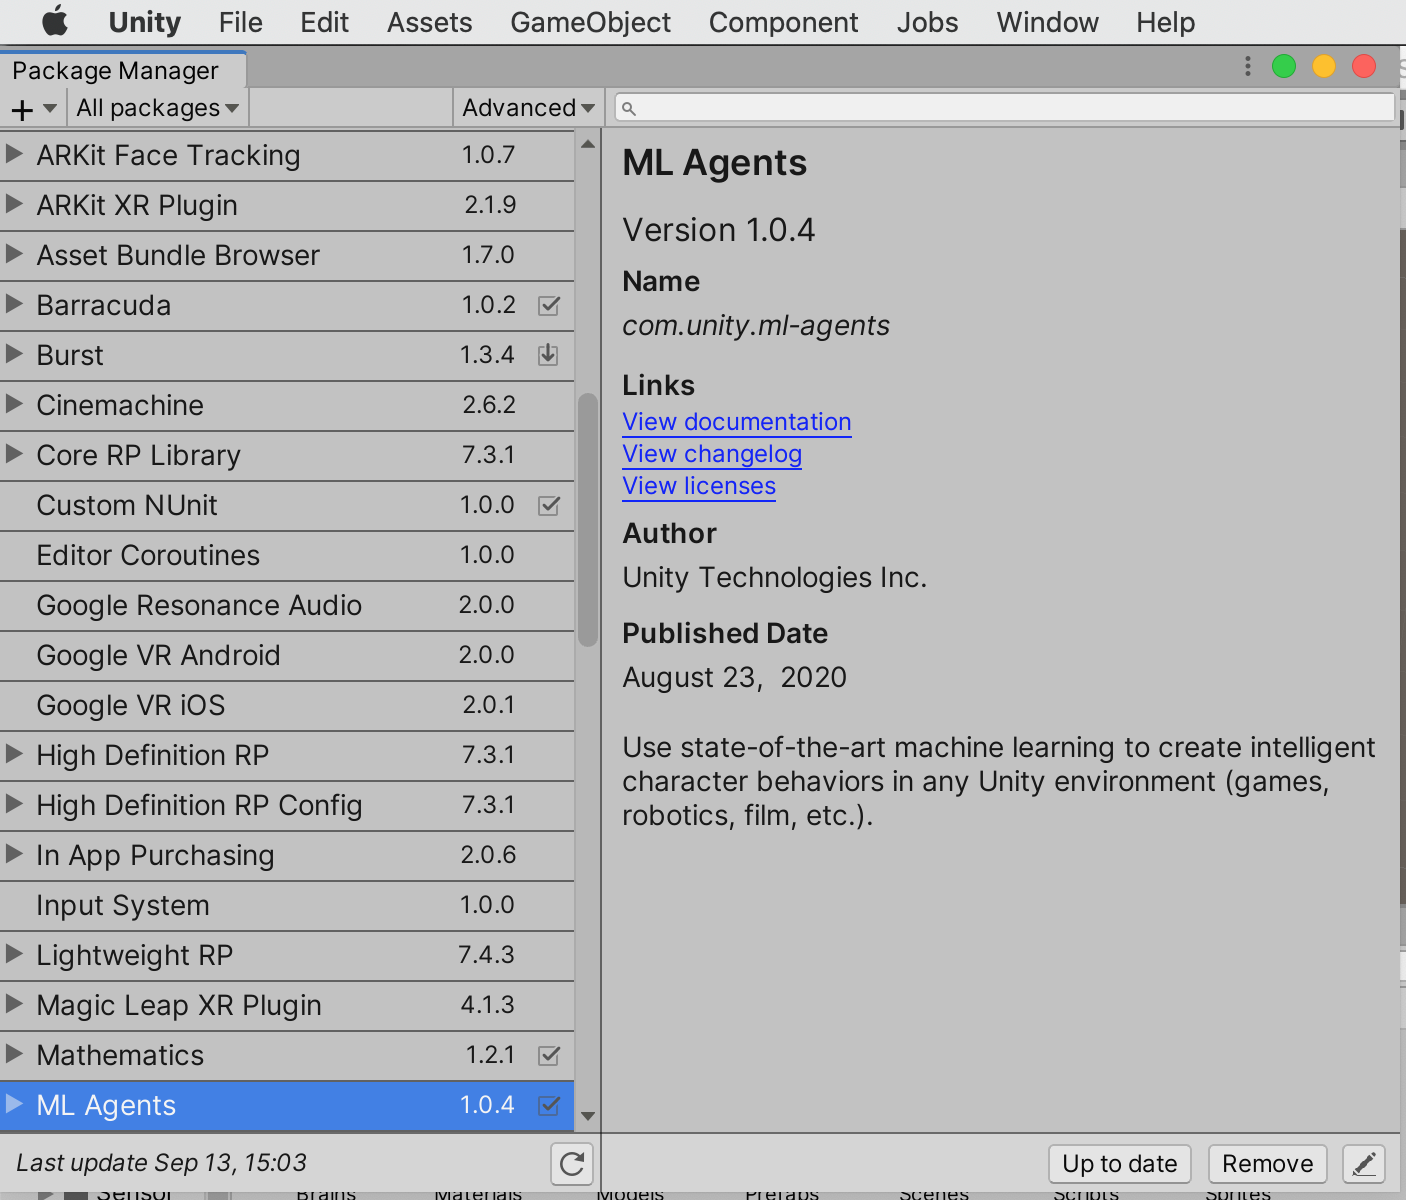 Unity File Edit Assets GameObject Component Jobs Window Help
Package Manager
+ All packages Advanced
ARKit Face Tracking 1.0.7
ARKit XR Plugin 2.1.9
Asset Bundle Browser 1.7.0
Barracuda 1.0.2
Burst 1.3.4
Cinemachine 2.6.2
Core RP Library 7.3.1
Custom NUnit 1.0.0
Editor Coroutines 1.0.0
Google Resonance Audio 2.0.0
Google VR Android 2.0.0
Google VR iOS 2.0.1
High Definition RP 7.3.1
High Definition RP Config 7.3.1
In App Purchasing 2.0.6
Input System 1.0.0
Lightweight RP 7.4.3
Magic Leap XR Plugin 4.1.3
Mathematics 1.2.1
ML Agents 1.0.4
Last update Sep 13, 15:03
ML Agents
Version 1.0.4
Name
com.unity.ml-agents
Links
View documentation
View changelog
View licenses
Author
Unity Technologies Inc.
Published Date
August 23, 2020
Use state-of-the-art machine learning to create intelligent
character behaviors in any Unity environment (games,
robotics, film, etc.).
Up to date Remove
Sensor Brains Materials Models Prefabs Scenes Scripts Sprites